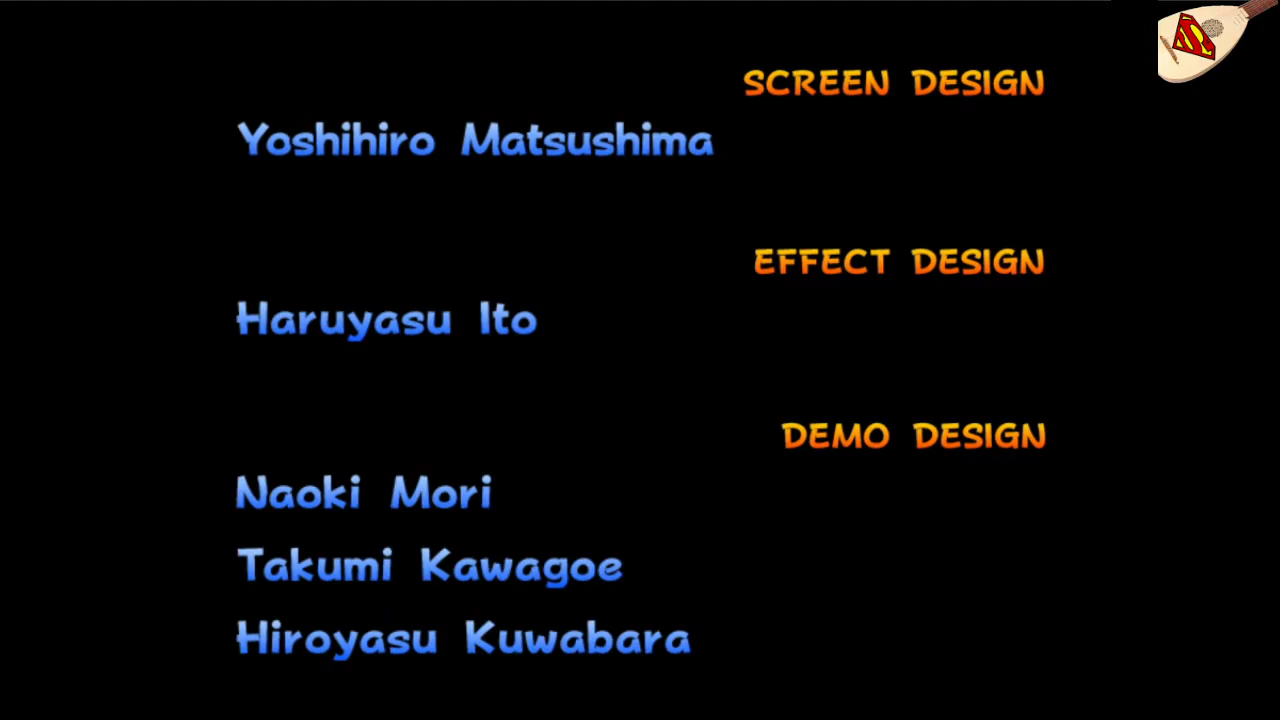 SCREEN DESIGN
Yoshihiro Matsushima
EFFECT DESIGN
Haruyasu Ito
DEMO DESIGN
Naoki Mori
Takumi Kawagoe
Hiroyasu Kuwabara